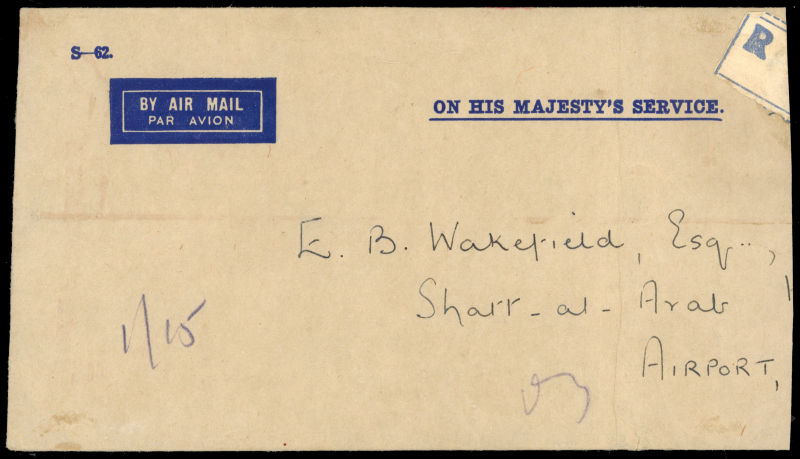 S-62.
R
BY AIR MAIL
PAR AVION
ON HIS MAJESTY'S SERVICE.
E. B. Wakefield, Esq..,
Shatt-al-Arab
AIRPORT,
1/15